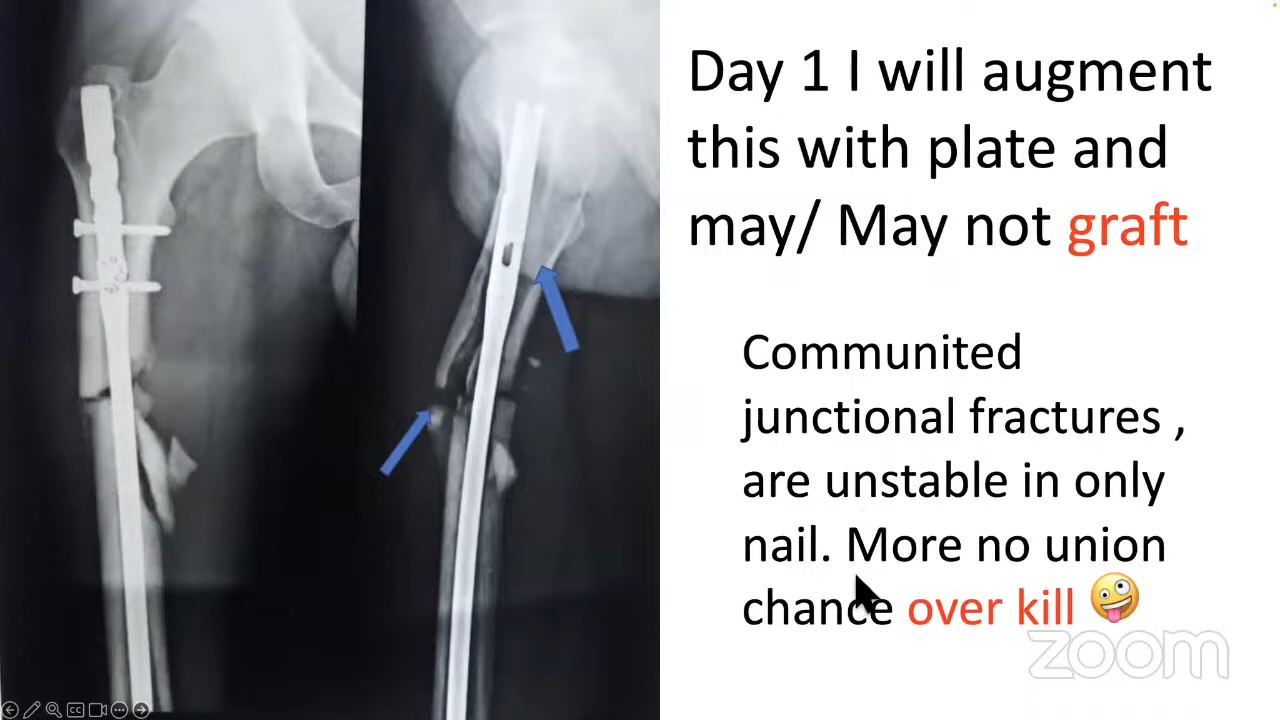 Day 1 I will augment
this with plate and
may/ May not graft
Communited
junctional fractures ,
are unstable in only
nail. More no union
chance over kill 🤪
zoom
CC